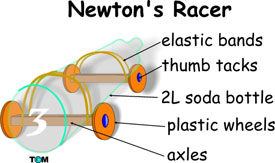 Newton's Racer
elastic bands
thumb tacks
2L soda bottle
plastic wheels
axles
3
TOM